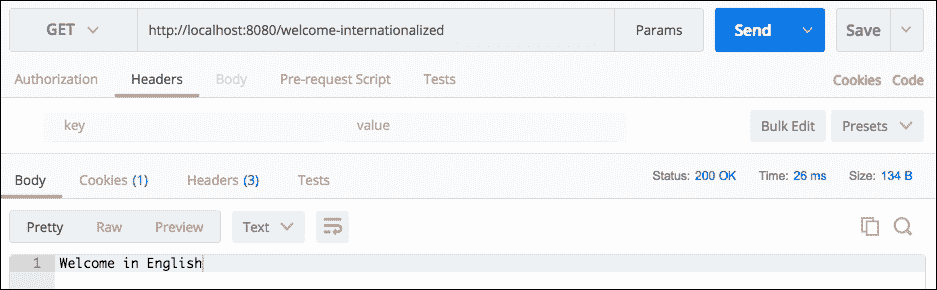 GET http://localhost:8080/welcome-internationalized Params Send Save
Authorization Headers Body Pre-request Script Tests Cookies Code
key value Bulk Edit Presets
Body Cookies (1) Headers (3) Tests Status: 200 OK Time: 26 ms Size: 134 B
Pretty Raw Preview Text
1 Welcome in English